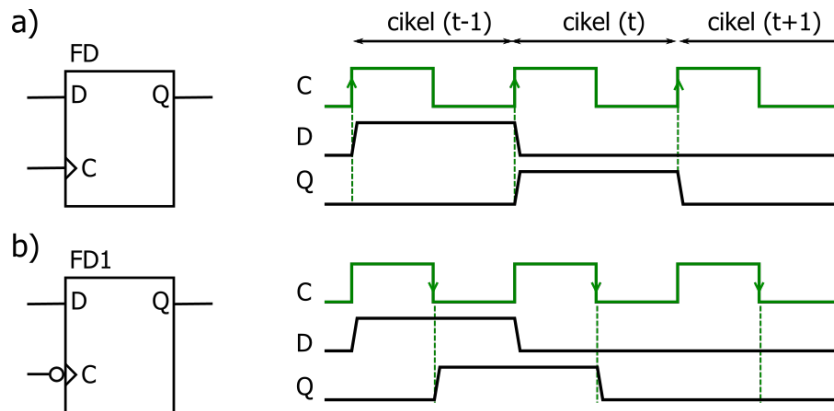 a)
FD
D Q
C
cikel (t-1) cikel (t) cikel (t+1)
C
D
Q
b)
FD1
D Q
C
C
D
Q